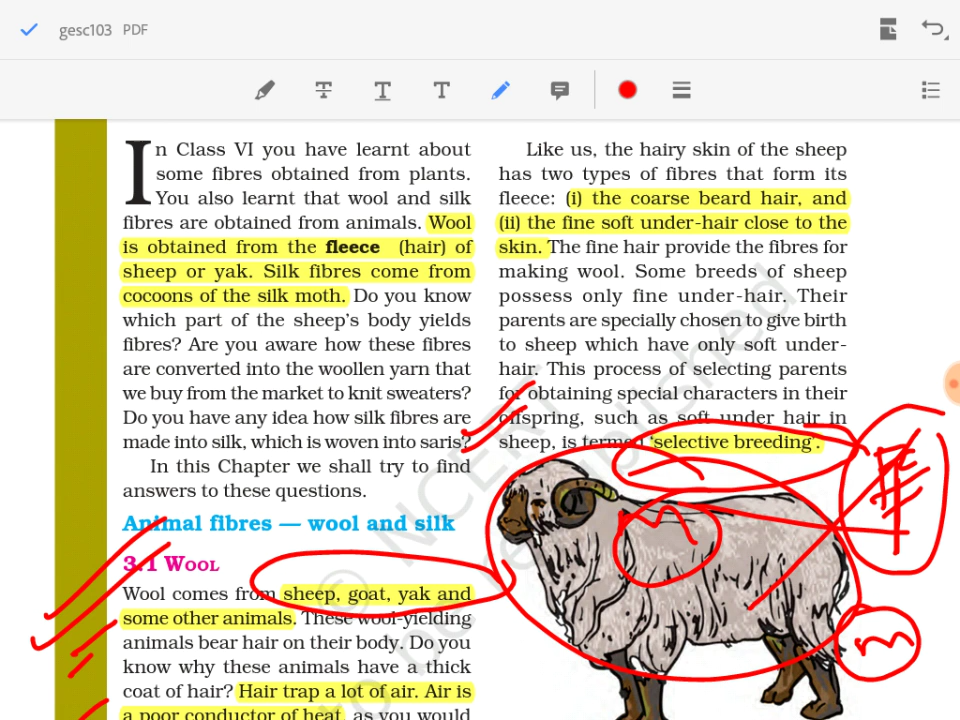 gesc103 PDF
In Class VI you have learnt about
some fibres obtained from plants.
You also learnt that wool and silk
fibres are obtained from animals. Wool
is obtained from the fleece (hair) of
sheep or yak. Silk fibres come from
cocoons of the silk moth. Do you know
which part of the sheep's body yields
fibres? Are you aware how these fibres
are converted into the woollen yarn that
we buy from the market to knit sweaters?
Do you have any idea how silk fibres are
made into silk, which is woven into saris?
In this Chapter we shall try to find
answers to these questions.
Animal fibres — wool and silk
3.1 WOOL
Wool comes from sheep, goat, yak and
some other animals. These wool-yielding
animals bear hair on their body. Do you
know why these animals have a thick
coat of hair? Hair trap a lot of air. Air is
a poor conductor of heat, as you would
Like us, the hairy skin of the sheep
has two types of fibres that form its
fleece: (i) the coarse beard hair, and
(ii) the fine soft under-hair close to the
skin. The fine hair provide the fibres for
making wool. Some breeds of sheep
possess only fine under-hair. Their
parents are specially chosen to give birth
to sheep which have only soft under-
hair. This process of selecting parents
for obtaining special characters in their
offspring, such as soft under hair in
sheep, is termed 'selective breeding'.
© NCERT
to be republished